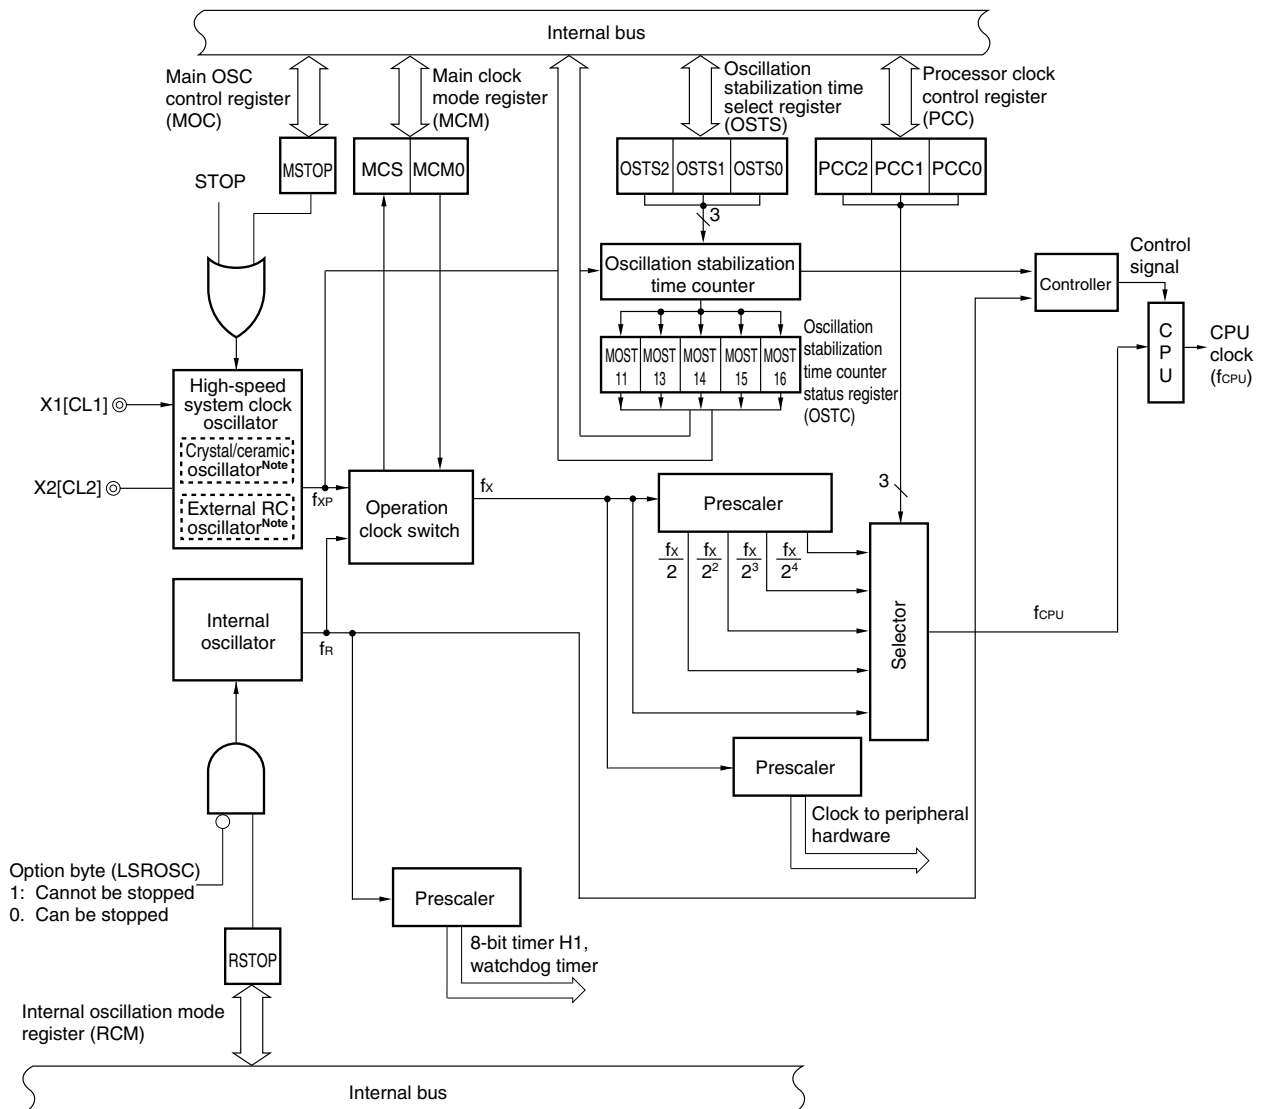 Internal bus
Main OSC
control register
(MOC)
Main clock
mode register
(MCM)
Oscillation
stabilization time
select register
(OSTS)
Processor clock
control register
(PCC)
STOP
MSTOP
MCS
MCM0
OSTS2
OSTS1
OSTS0
PCC2
PCC1
PCC0
3
Oscillation stabilization
time counter
Controller
Control
signal
C
P
U
CPU
clock
(fCPU)
MOST
11
MOST
13
MOST
14
MOST
15
MOST
16
Oscillation
stabilization
time counter
status register
(OSTC)
High-speed
system clock
oscillator
Crystal/ceramic
oscillatorNote
External RC
oscillatorNote
X1[CL1]
X2[CL2]
fXP
Operation
clock switch
fX
Prescaler
3
fX
2
fX
2²
fX
2³
fX
2⁴
Selector
fCPU
Internal
oscillator
fR
Prescaler
Clock to peripheral
hardware
Option byte (LSROSC)
1: Cannot be stopped
0. Can be stopped
Prescaler
8-bit timer H1,
watchdog timer
RSTOP
Internal oscillation mode
register (RCM)
Internal bus